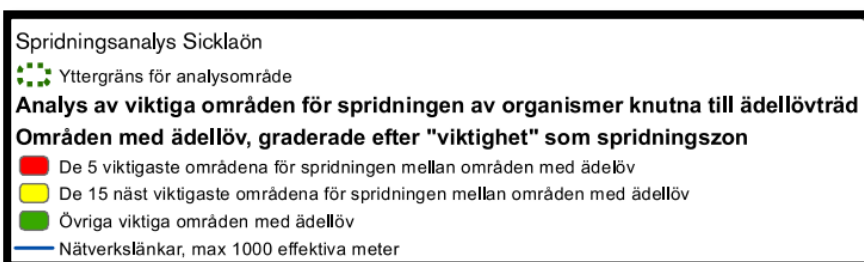 Spridningsanalys Sicklaön
Yttergräns för analysområde
Analys av viktiga områden för spridningen av organismer knutna till ädellövträd
Områden med ädellöv, graderade efter "viktighet" som spridningszon
De 5 viktigaste områdena för spridningen mellan områden med ädelöv
De 15 näst viktigaste områdena för spridningen mellan områden med ädellöv
Övriga viktiga områden med ädellöv
Nätverkslänkar, max 1000 effektiva meter